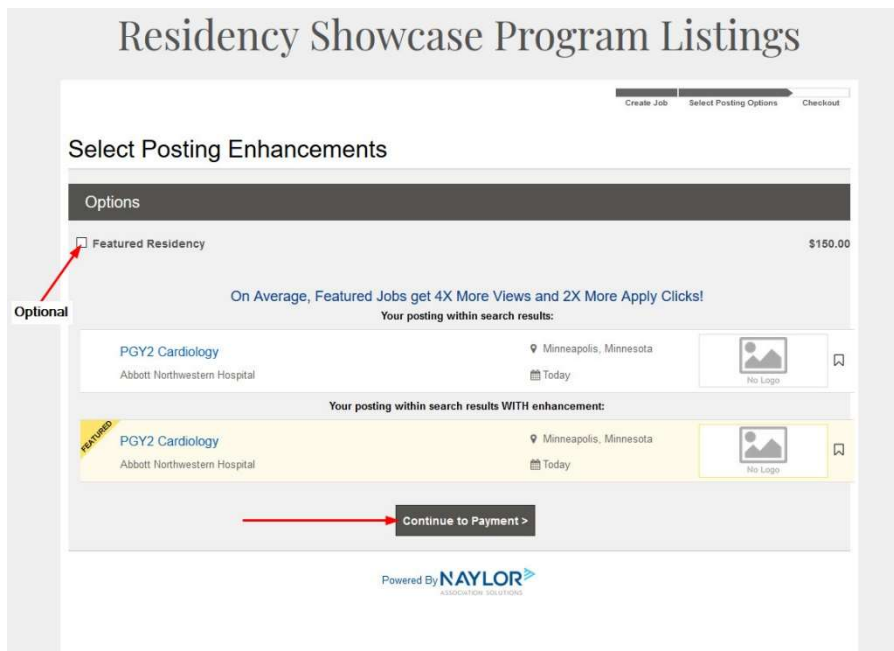 Residency Showcase Program Listings
Create Job Select Posting Options Checkout
Select Posting Enhancements
Options
Featured Residency $150.00
Optional
On Average, Featured Jobs get 4X More Views and 2X More Apply Clicks!
Your posting within search results:
PGY2 Cardiology Minneapolis, Minnesota
Abbott Northwestern Hospital Today
No Logo
Your posting within search results WITH enhancement:
FEATURED
PGY2 Cardiology Minneapolis, Minnesota
Abbott Northwestern Hospital Today
No Logo
Continue to Payment >
Powered By NAYLOR
ASSOCIATION SOLUTIONS